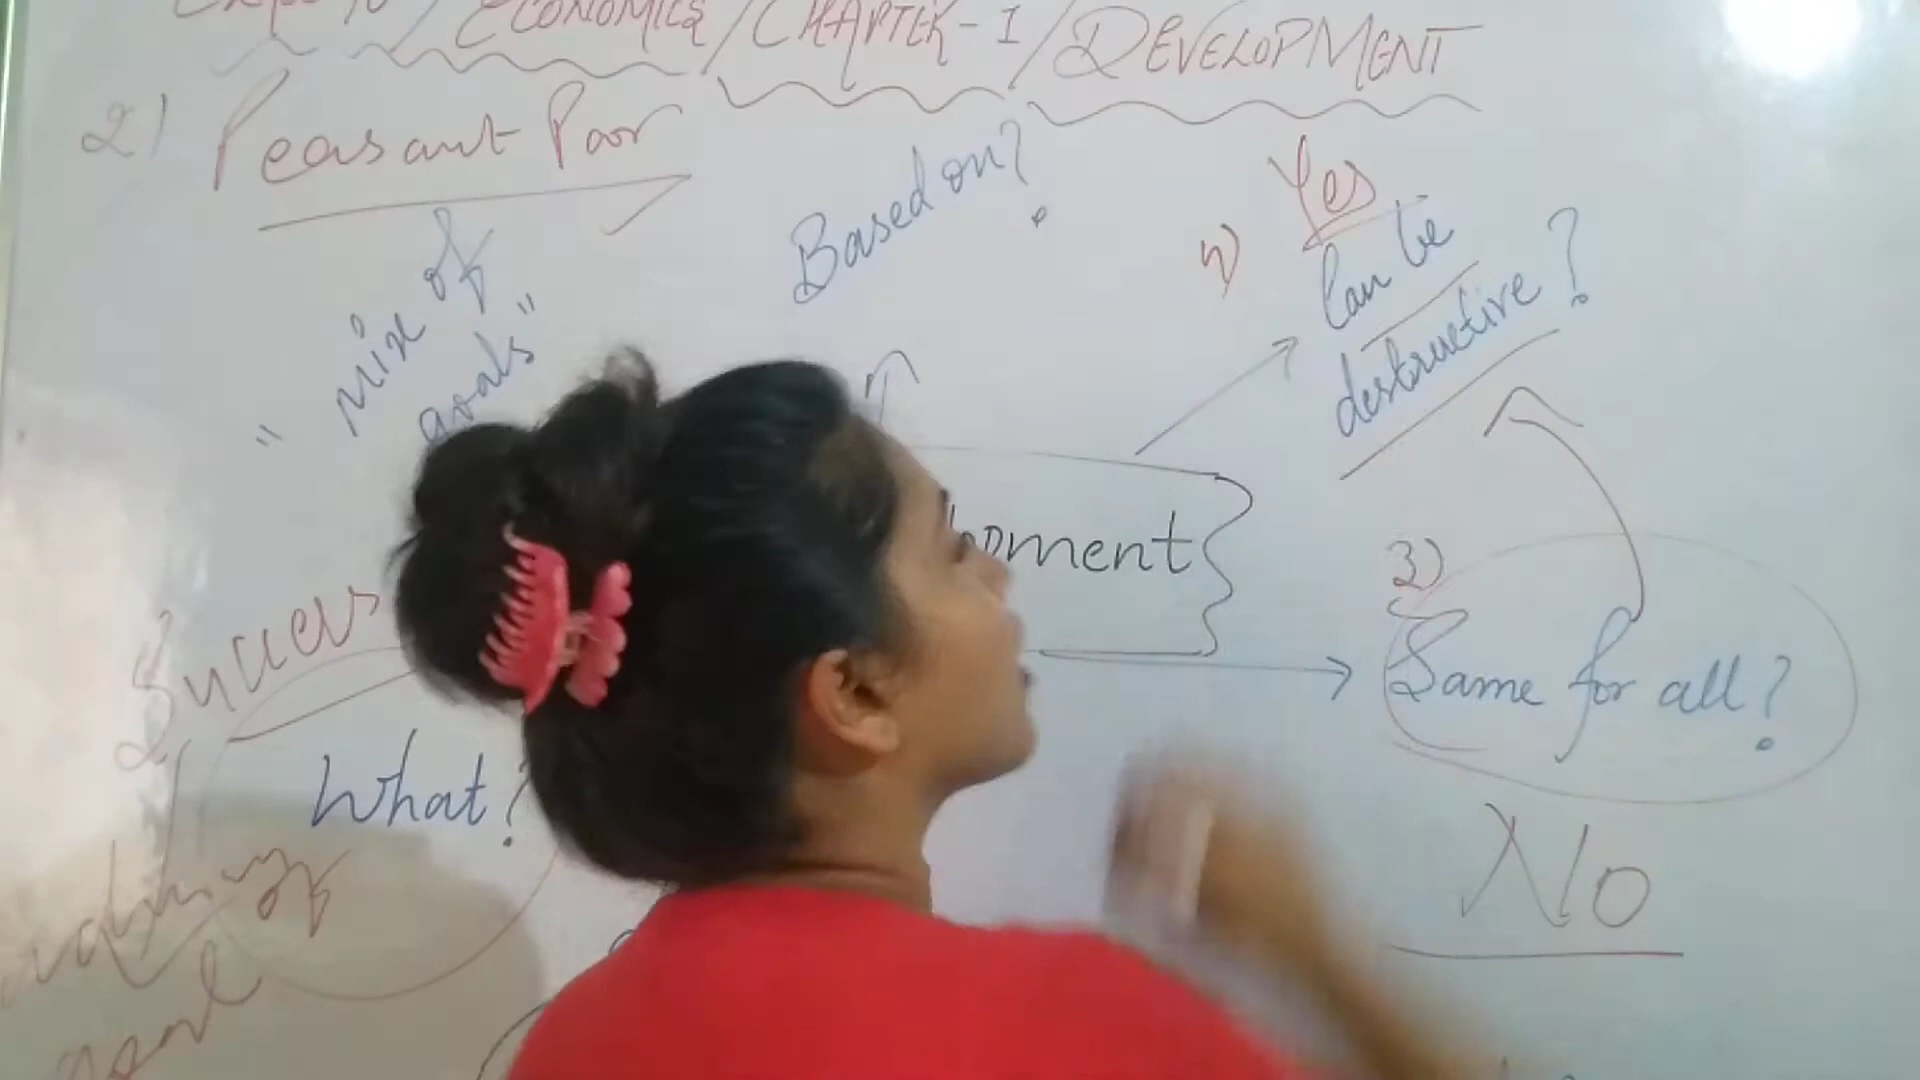 / ECONOMICS / CHAPTER-1 / DEVELOPMENT
2) Peasant Poor
Based on?
Yes
4) Can be
destructive?
" mix of
goals "
opment
3)
Same for all?
Success
What?
No